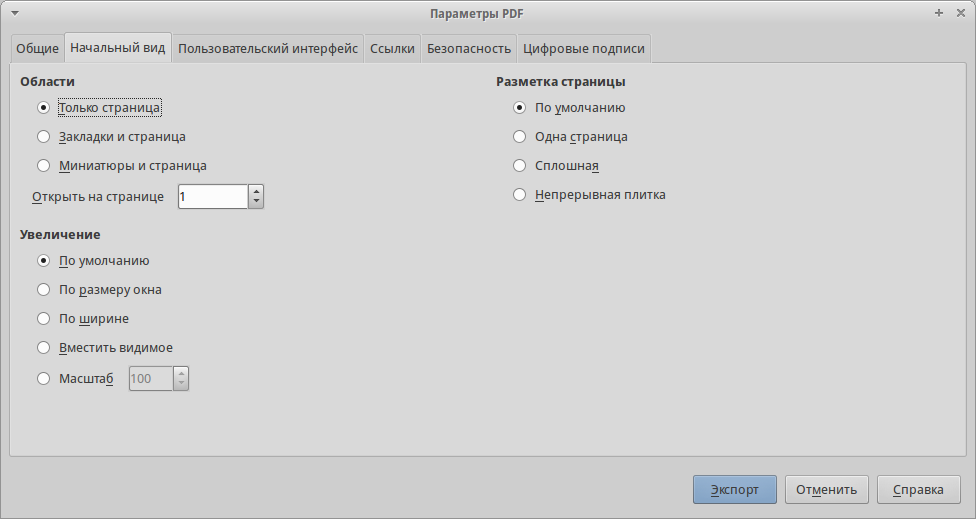 Параметры PDF
Общие Начальный вид Пользовательский интерфейс Ссылки Безопасность Цифровые подписи
Области
Только страница
Закладки и страница
Миниатюры и страница
Открыть на странице 1
Увеличение
По умолчанию
По размеру окна
По ширине
Вместить видимое
Масштаб 100
Разметка страницы
По умолчанию
Одна страница
Сплошная
Непрерывная плитка
Экспорт Отменить Справка